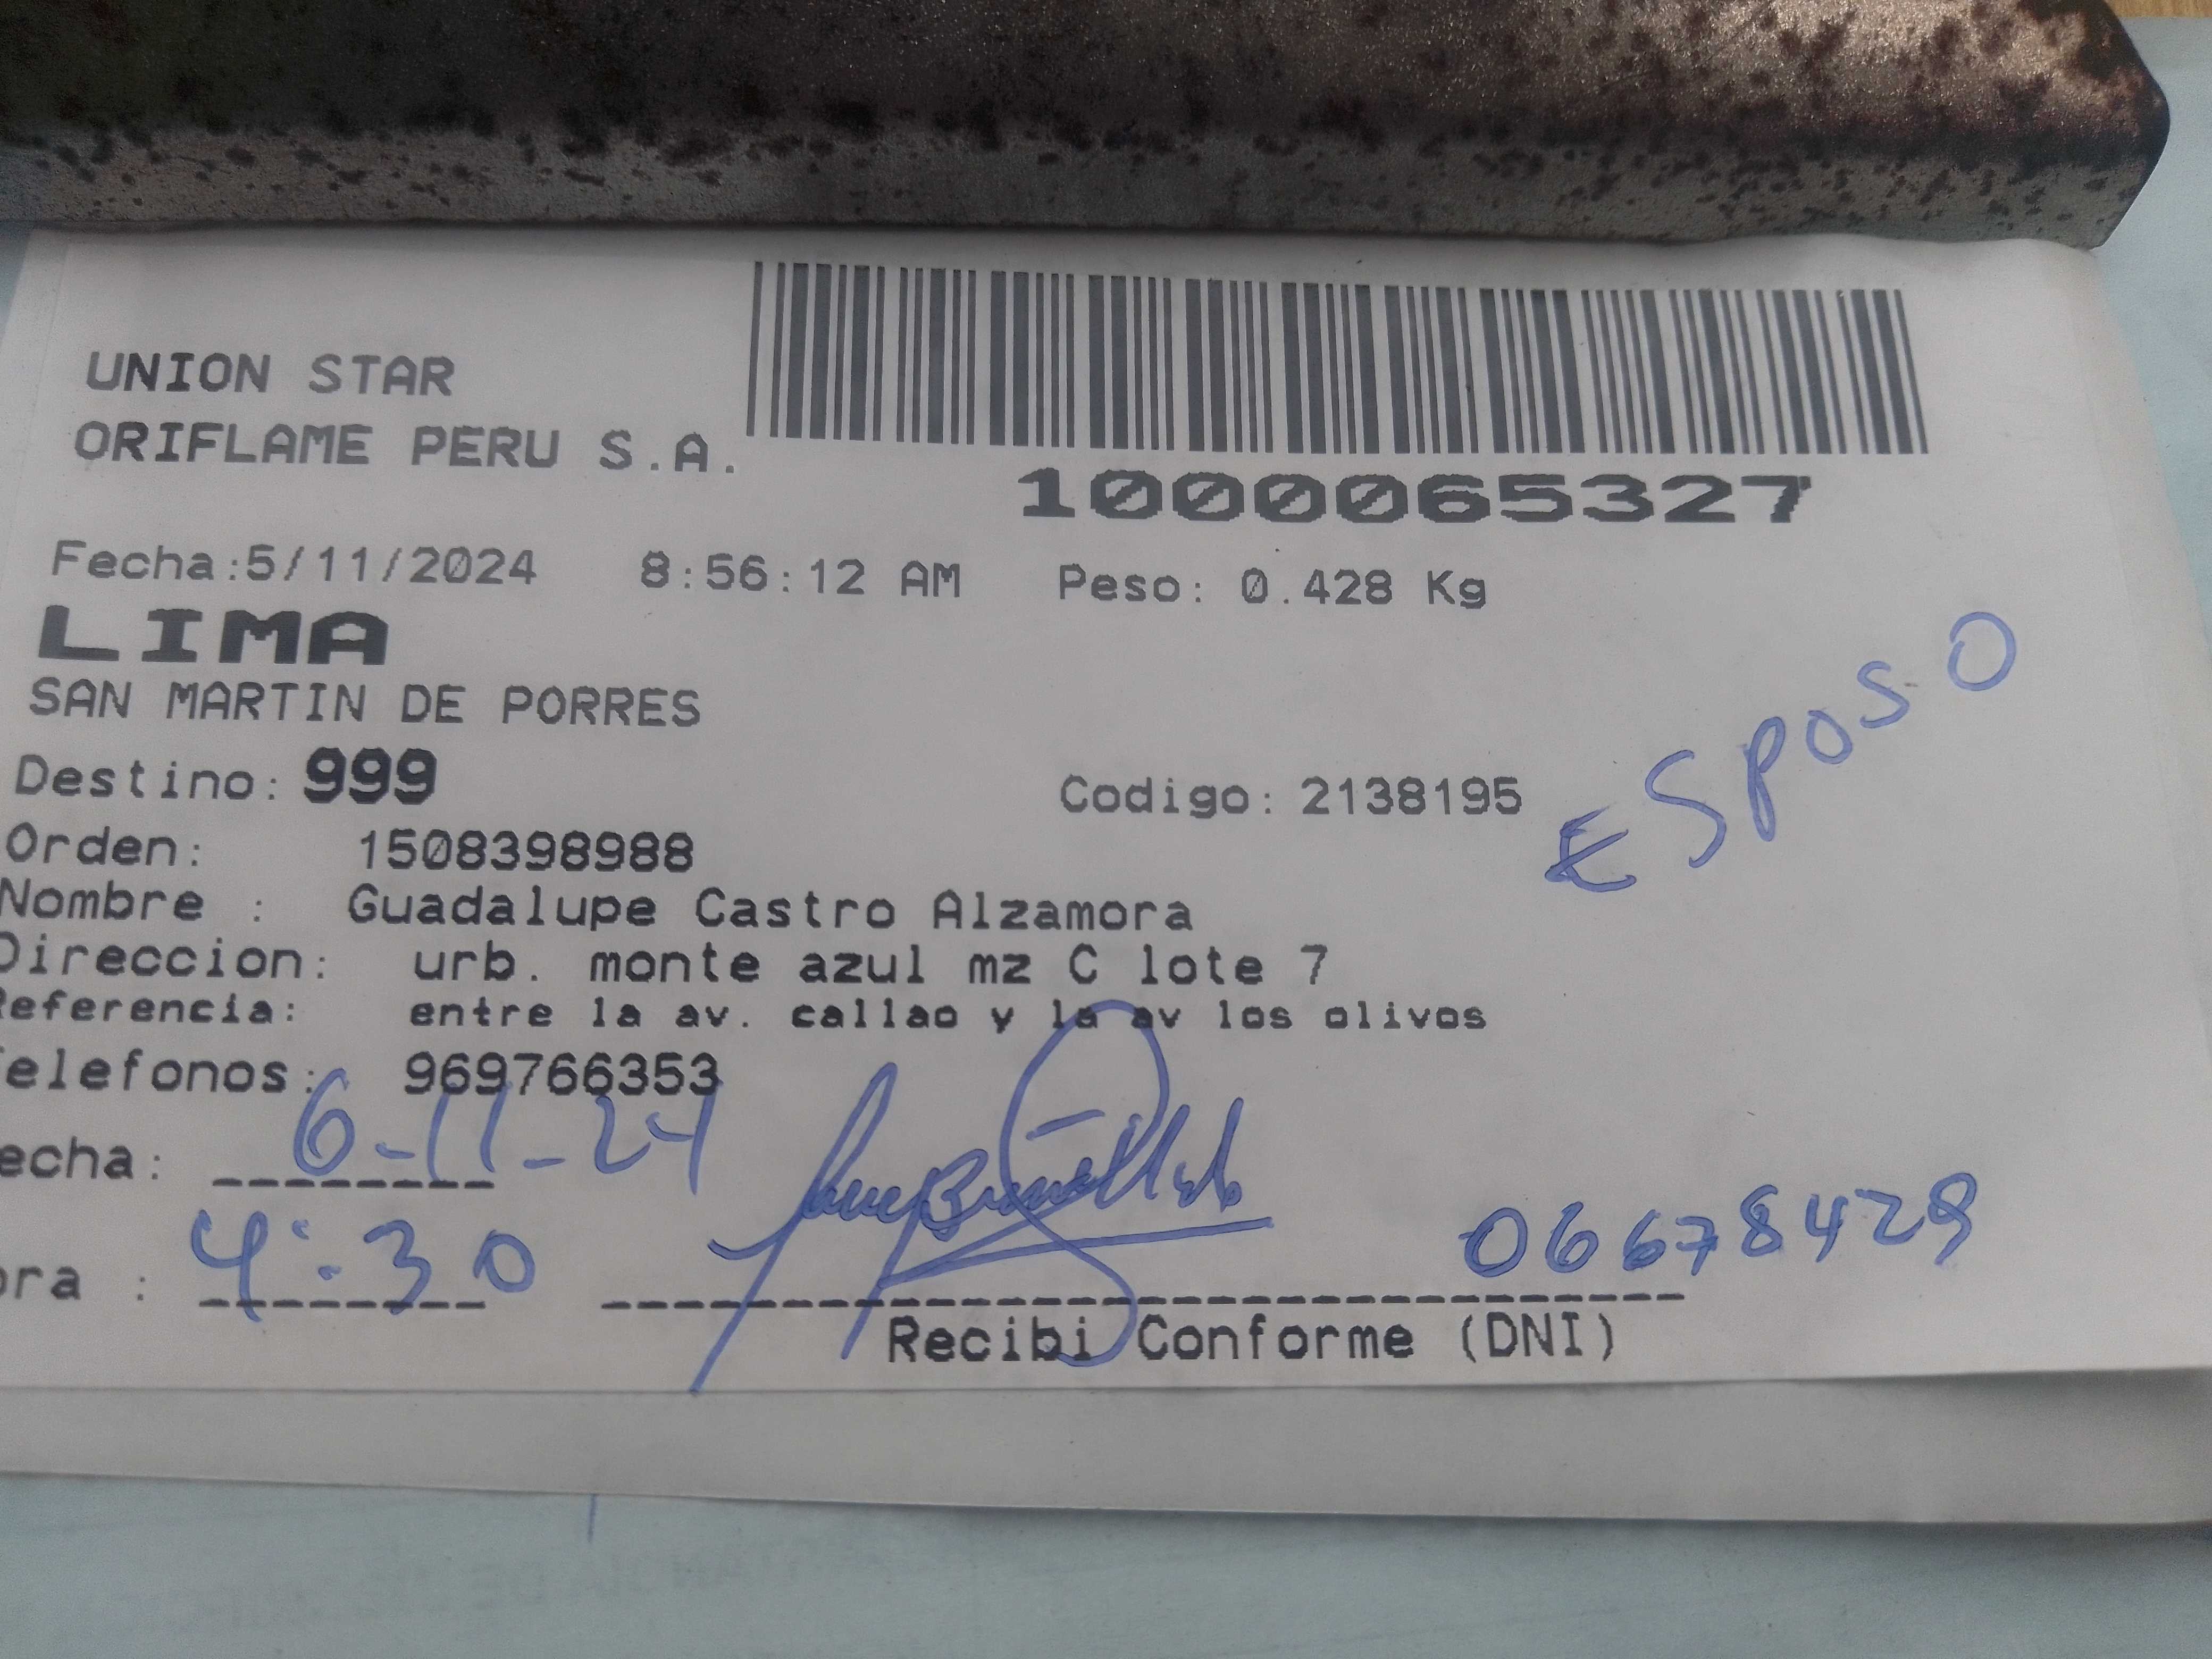 UNION STAR
ORIFLAME PERU S.A.
1000065327
Fecha:5/11/2024 8:56:12 AM Peso: 0.428 Kg
LIMA
SAN MARTIN DE PORRES
Destino: 999 Codigo: 2138195
ESPOSO
Orden: 1508398988
Nombre : Guadalupe Castro Alzamora
Direccion: urb. monte azul mz C lote 7
Referencia: entre la av. callao y la av los olivos
Telefonos: 969766353
echa: 6-11-24
ora : 4:30
06678429
Recibi Conforme (DNI)